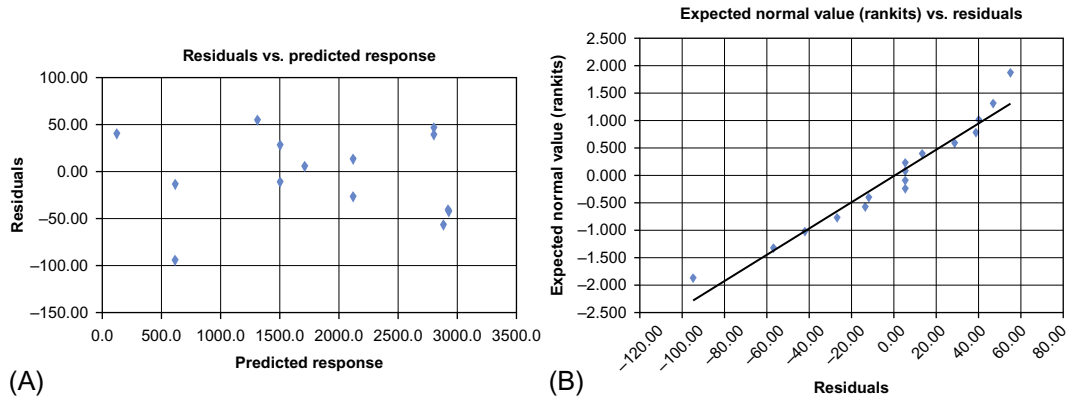 Residuals vs. predicted response
100.00
50.00
0.00
–50.00
–100.00
–150.00
Residuals
0.0 500.0 1000.0 1500.0 2000.0 2500.0 3000.0 3500.0
Predicted response
(A)
Expected normal value (rankits) vs. residuals
2.500
2.000
1.500
1.000
0.500
0.000
–0.500
–1.000
–1.500
–2.000
–2.500
Expected normal value (rankits)
–120.00 –100.00 –80.00 –60.00 –40.00 –20.00 0.00 20.00 40.00 60.00 80.00
Residuals
(B)